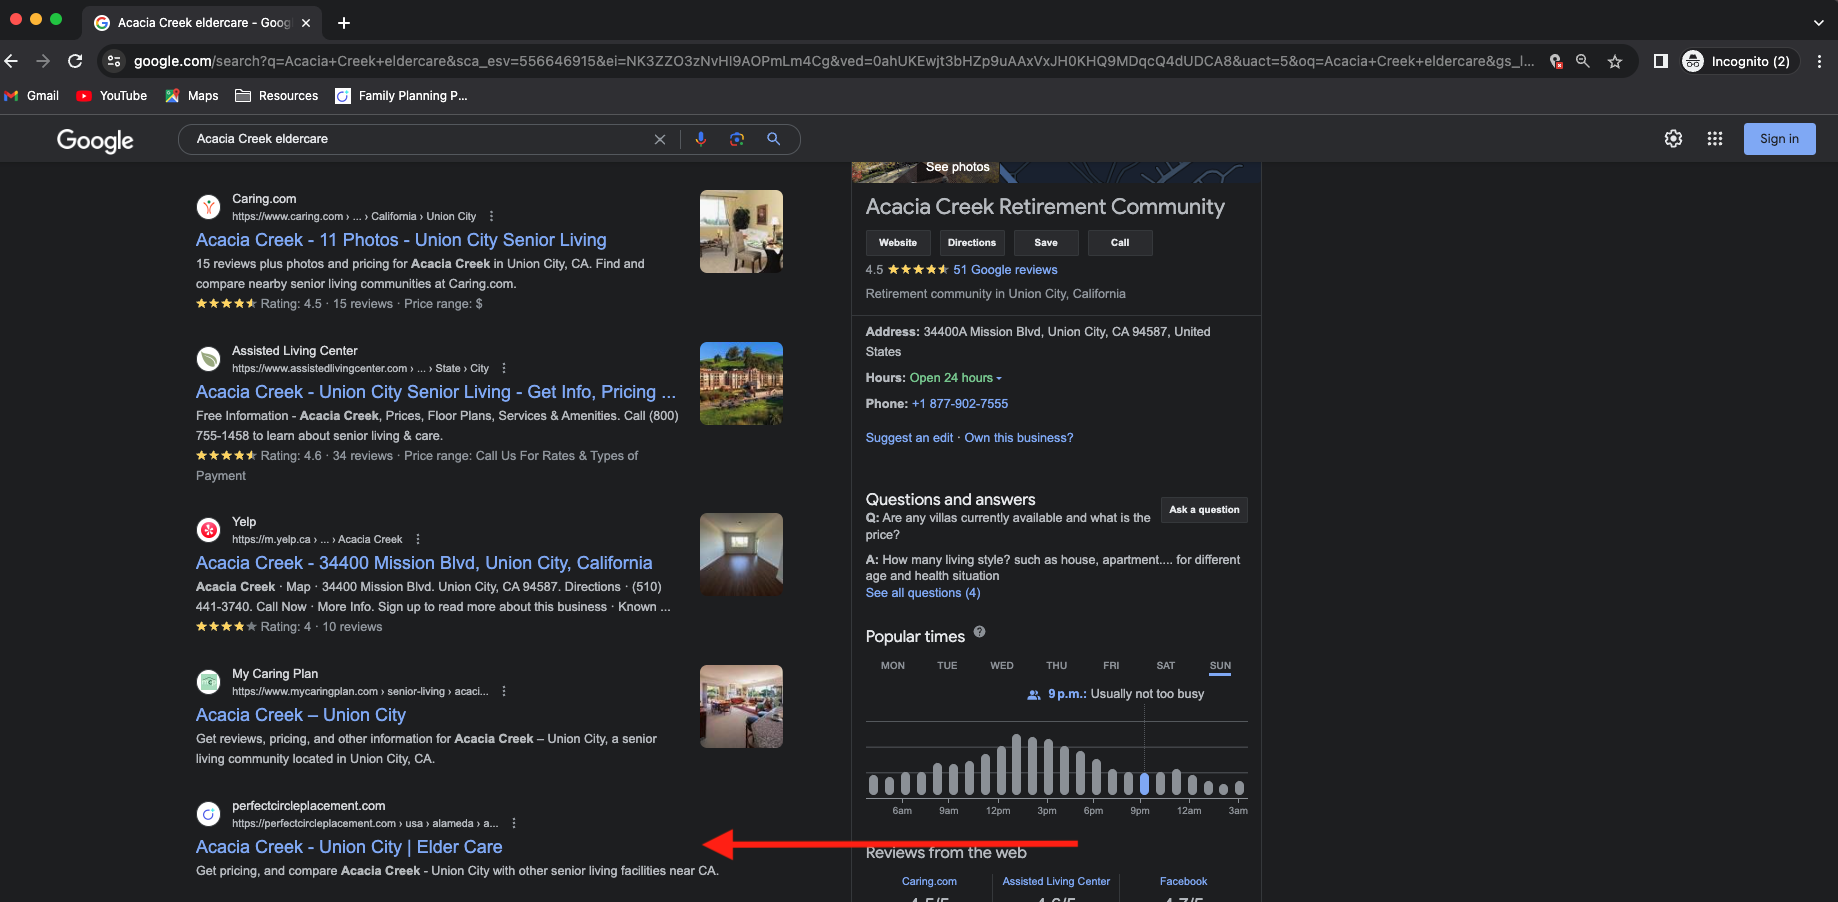 Acacia Creek eldercare - Goog
google.com/search?q=Acacia+Creek+eldercare&sca_esv=556646915&ei=NK3ZZO3zNvHI9AOPmLm4Cg&ved=0ahUKEwjt3bHZp9uAAxVxJH0KHQ9MDqcQ4dUDCA8&uact=5&oq=Acacia+Creek+eldercare&gs_l...
Incognito (2)
Gmail
YouTube
Maps
Resources
Family Planning P...
Google
Acacia Creek eldercare
Sign in
Caring.com
https://www.caring.com › ... › California › Union City
Acacia Creek - 11 Photos - Union City Senior Living
15 reviews plus photos and pricing for Acacia Creek in Union City, CA. Find and
compare nearby senior living communities at Caring.com.
Rating: 4.5 · 15 reviews · Price range: $
Assisted Living Center
https://www.assistedlivingcenter.com › ... › State › City
Acacia Creek - Union City Senior Living - Get Info, Pricing ...
Free Information - Acacia Creek, Prices, Floor Plans, Services & Amenities. Call (800)
755-1458 to learn about senior living & care.
Rating: 4.6 · 34 reviews · Price range: Call Us For Rates & Types of
Payment
Yelp
https://m.yelp.ca › ... › Acacia Creek
Acacia Creek - 34400 Mission Blvd, Union City, California
Acacia Creek · Map · 34400 Mission Blvd. Union City, CA 94587. Directions · (510)
441-3740. Call Now · More Info. Sign up to read more about this business · Known ...
Rating: 4 · 10 reviews
My Caring Plan
https://www.mycaringplan.com › senior-living › acaci...
Acacia Creek – Union City
Get reviews, pricing, and other information for Acacia Creek – Union City, a senior
living community located in Union City, CA.
perfectcircleplacement.com
https://perfectcircleplacement.com › usa › alameda › a...
Acacia Creek - Union City | Elder Care
Get pricing, and compare Acacia Creek - Union City with other senior living facilities near CA.
See photos
Acacia Creek Retirement Community
Website
Directions
Save
Call
4.5
51 Google reviews
Retirement community in Union City, California
Address: 34400A Mission Blvd, Union City, CA 94587, United
States
Hours: Open 24 hours
Phone: +1 877-902-7555
Suggest an edit · Own this business?
Questions and answers
Ask a question
Q: Are any villas currently available and what is the
price?
A: How many living style? such as house, apartment.... for different
age and health situation
See all questions (4)
Popular times
MON TUE WED THU FRI SAT SUN
9 p.m.: Usually not too busy
6am 9am 12pm 3pm 6pm 9pm 12am 3am
Reviews from the web
Caring.com
Assisted Living Center
Facebook
4.5/5
4.6/5
4.7/5